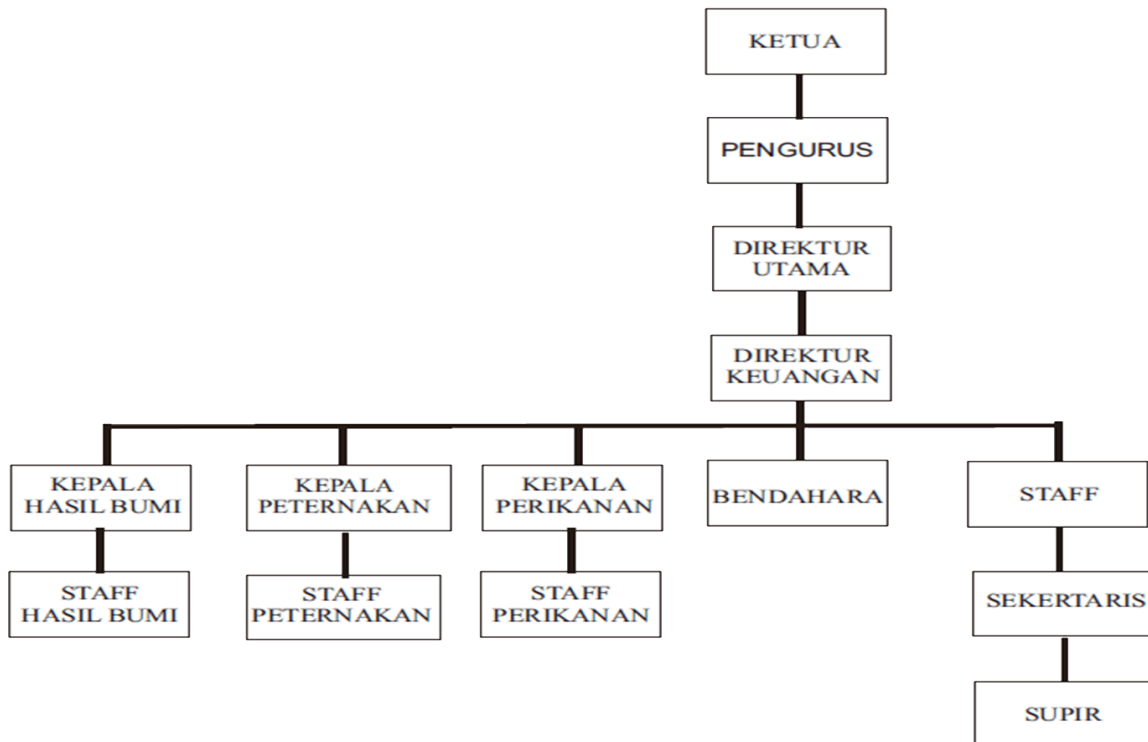 KETUA
PENGURUS
DIREKTUR
UTAMA
DIREKTUR
KEUANGAN
KEPALA
HASIL BUMI
KEPALA
PETERNAKAN
KEPALA
PERIKANAN
BENDAHARA
STAFF
STAFF
HASIL BUMI
STAFF
PETERNAKAN
STAFF
PERIKANAN
SEKERTARIS
SUPIR